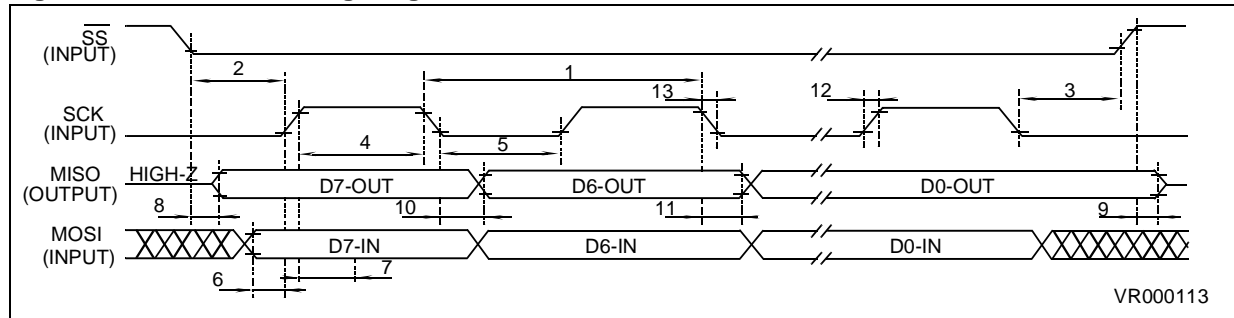 SS
(INPUT)
2
1
13
12
3
SCK
(INPUT)
4
5
MISO
(OUTPUT)
HIGH-Z
D7-OUT
D6-OUT
D0-OUT
8
10
11
9
MOSI
(INPUT)
D7-IN
D6-IN
D0-IN
6
7
VR000113